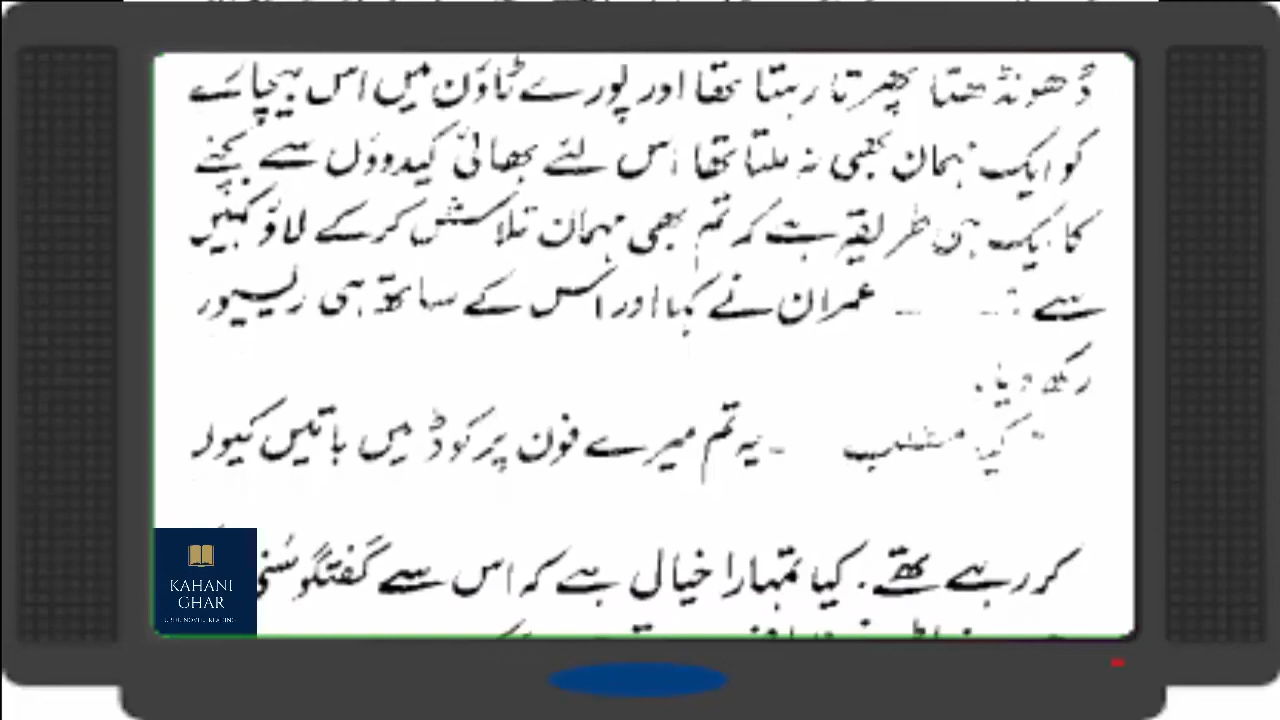 ڈھونڈھتا پھرتا رہتا تھا اور پورے ٹاؤن میں اس بیچارے
کو ایک مہمان بھی نہ ملتا تھا اس لئے بھائی گیدوؤں سے بچنے
کا ایک ہی طریقہ ہے کہ تم بھی مہمان تلاش کر کے لاؤ کہیں
سے عمران نے کہا اور اس کے ساتھ ہی ریسیور
رکھ دیا۔
" کیا مطلب ۔ یہ تم میرے فون پر کوڈ میں باتیں کیوں
کر رہے تھے ۔ کیا تمہارا خیال ہے کہ اس سے گفتگو سنی
KAHANI
GHAR